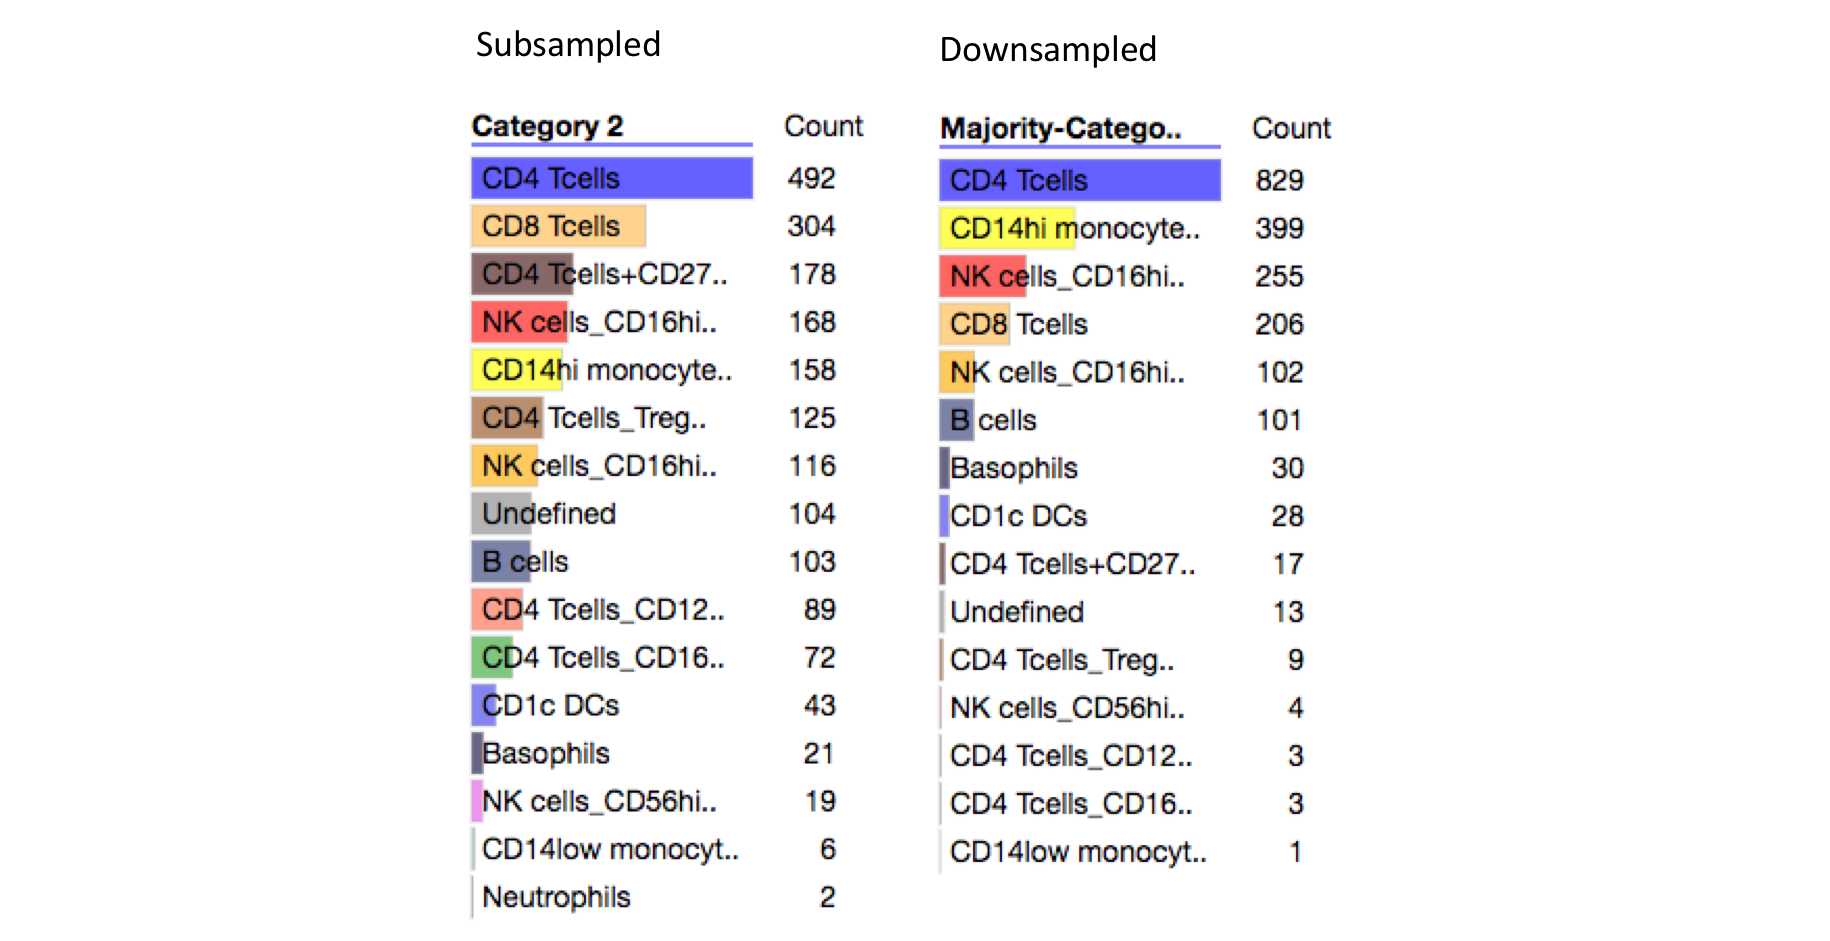 Subsampled
Category 2 Count
CD4 Tcells 492
CD8 Tcells 304
CD4 Tcells+CD27.. 178
NK cells_CD16hi.. 168
CD14hi monocyte.. 158
CD4 Tcells_Treg.. 125
NK cells_CD16hi.. 116
Undefined 104
B cells 103
CD4 Tcells_CD12.. 89
CD4 Tcells_CD16.. 72
CD1c DCs 43
Basophils 21
NK cells_CD56hi.. 19
CD14low monocyt.. 6
Neutrophils 2
Downsampled
Majority-Catego.. Count
CD4 Tcells 829
CD14hi monocyte.. 399
NK cells_CD16hi.. 255
CD8 Tcells 206
NK cells_CD16hi.. 102
B cells 101
Basophils 30
CD1c DCs 28
CD4 Tcells+CD27.. 17
Undefined 13
CD4 Tcells_Treg.. 9
NK cells_CD56hi.. 4
CD4 Tcells_CD12.. 3
CD4 Tcells_CD16.. 3
CD14low monocyt.. 1